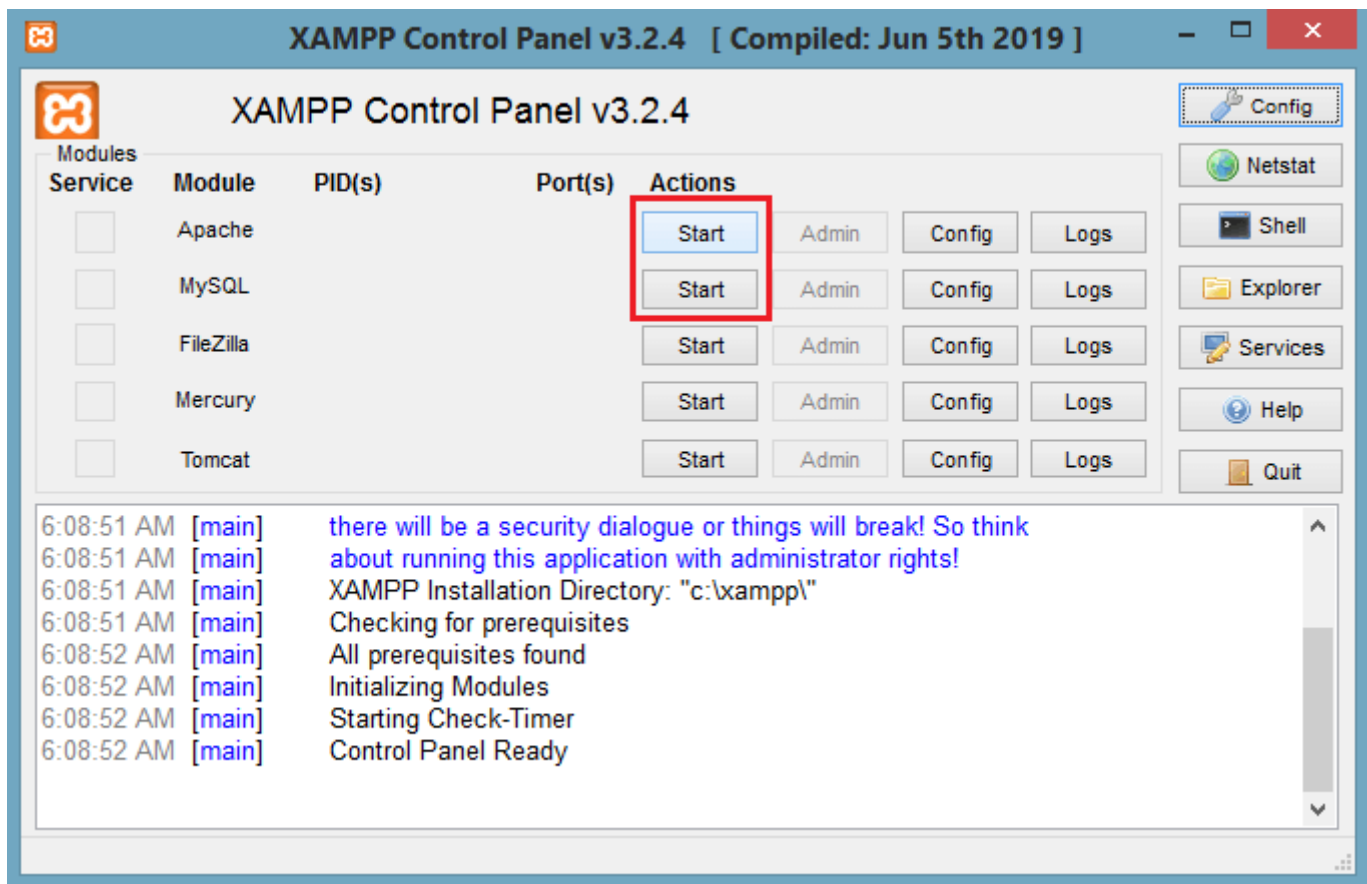 XAMPP Control Panel v3.2.4 [ Compiled: Jun 5th 2019 ]
XAMPP Control Panel v3.2.4
Config
Modules
Netstat
Service Module PID(s) Port(s) Actions
Apache Start Admin Config Logs
Shell
MySQL Start Admin Config Logs
Explorer
FileZilla Start Admin Config Logs
Services
Mercury Start Admin Config Logs
Help
Tomcat Start Admin Config Logs
Quit
6:08:51 AM [main] there will be a security dialogue or things will break! So think
6:08:51 AM [main] about running this application with administrator rights!
6:08:51 AM [main] XAMPP Installation Directory: "c:\xampp\"
6:08:51 AM [main] Checking for prerequisites
6:08:52 AM [main] All prerequisites found
6:08:52 AM [main] Initializing Modules
6:08:52 AM [main] Starting Check-Timer
6:08:52 AM [main] Control Panel Ready